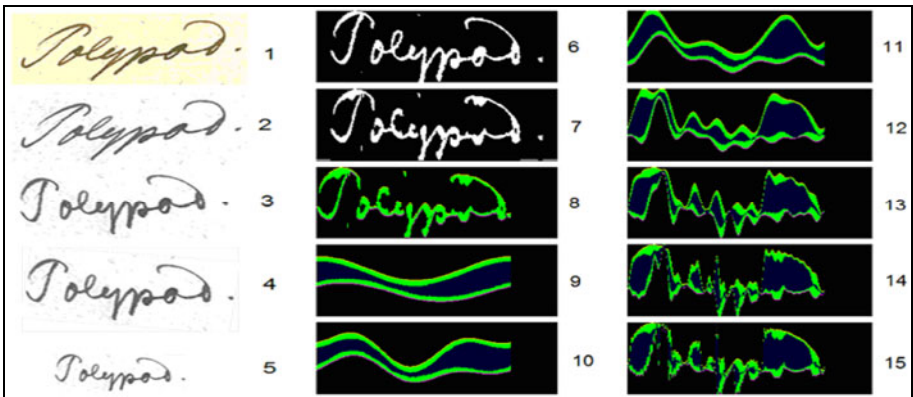 Polypod. 1
Polypod. 2
Polypod. 3
Polypod. 4
Polypod. 5
Polypod. 6
Polypod. 7
Polypod. 8
9
10
11
12
13
14
15